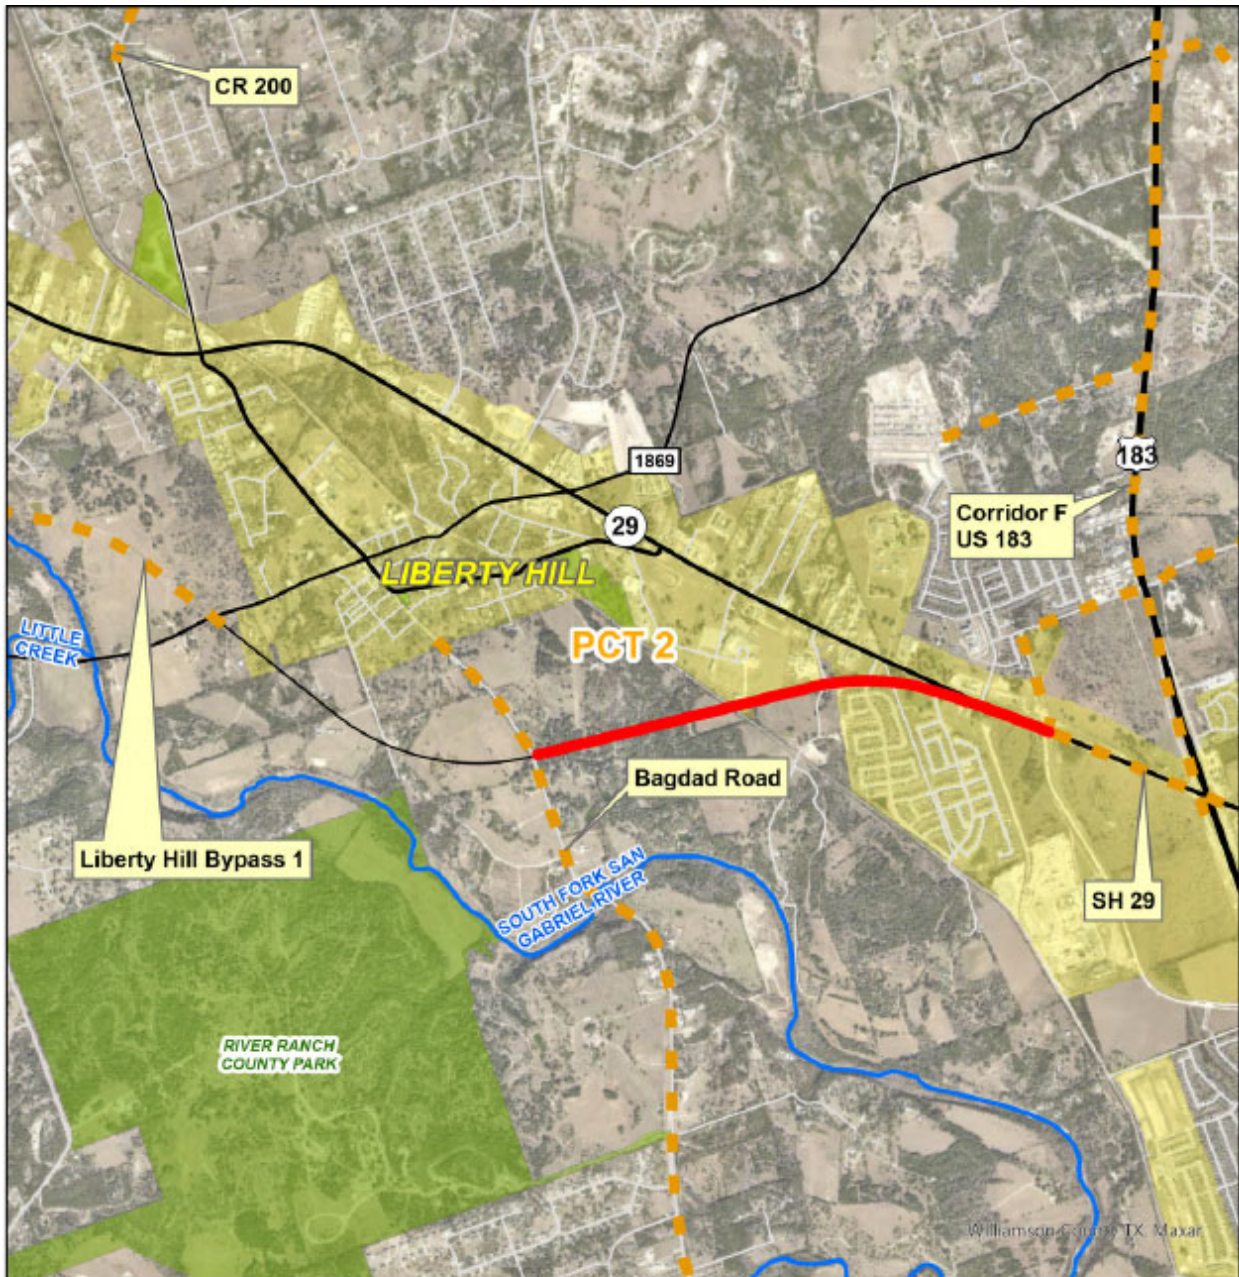 CR 200
1869
183
Corridor F
US 183
29
LIBERTY HILL
LITTLE
CREEK
PCT 2
Bagdad Road
Liberty Hill Bypass 1
SOUTH FORK SAN
GABRIEL RIVER
SH 29
RIVER RANCH
COUNTY PARK
Williamson County TX, Maxar